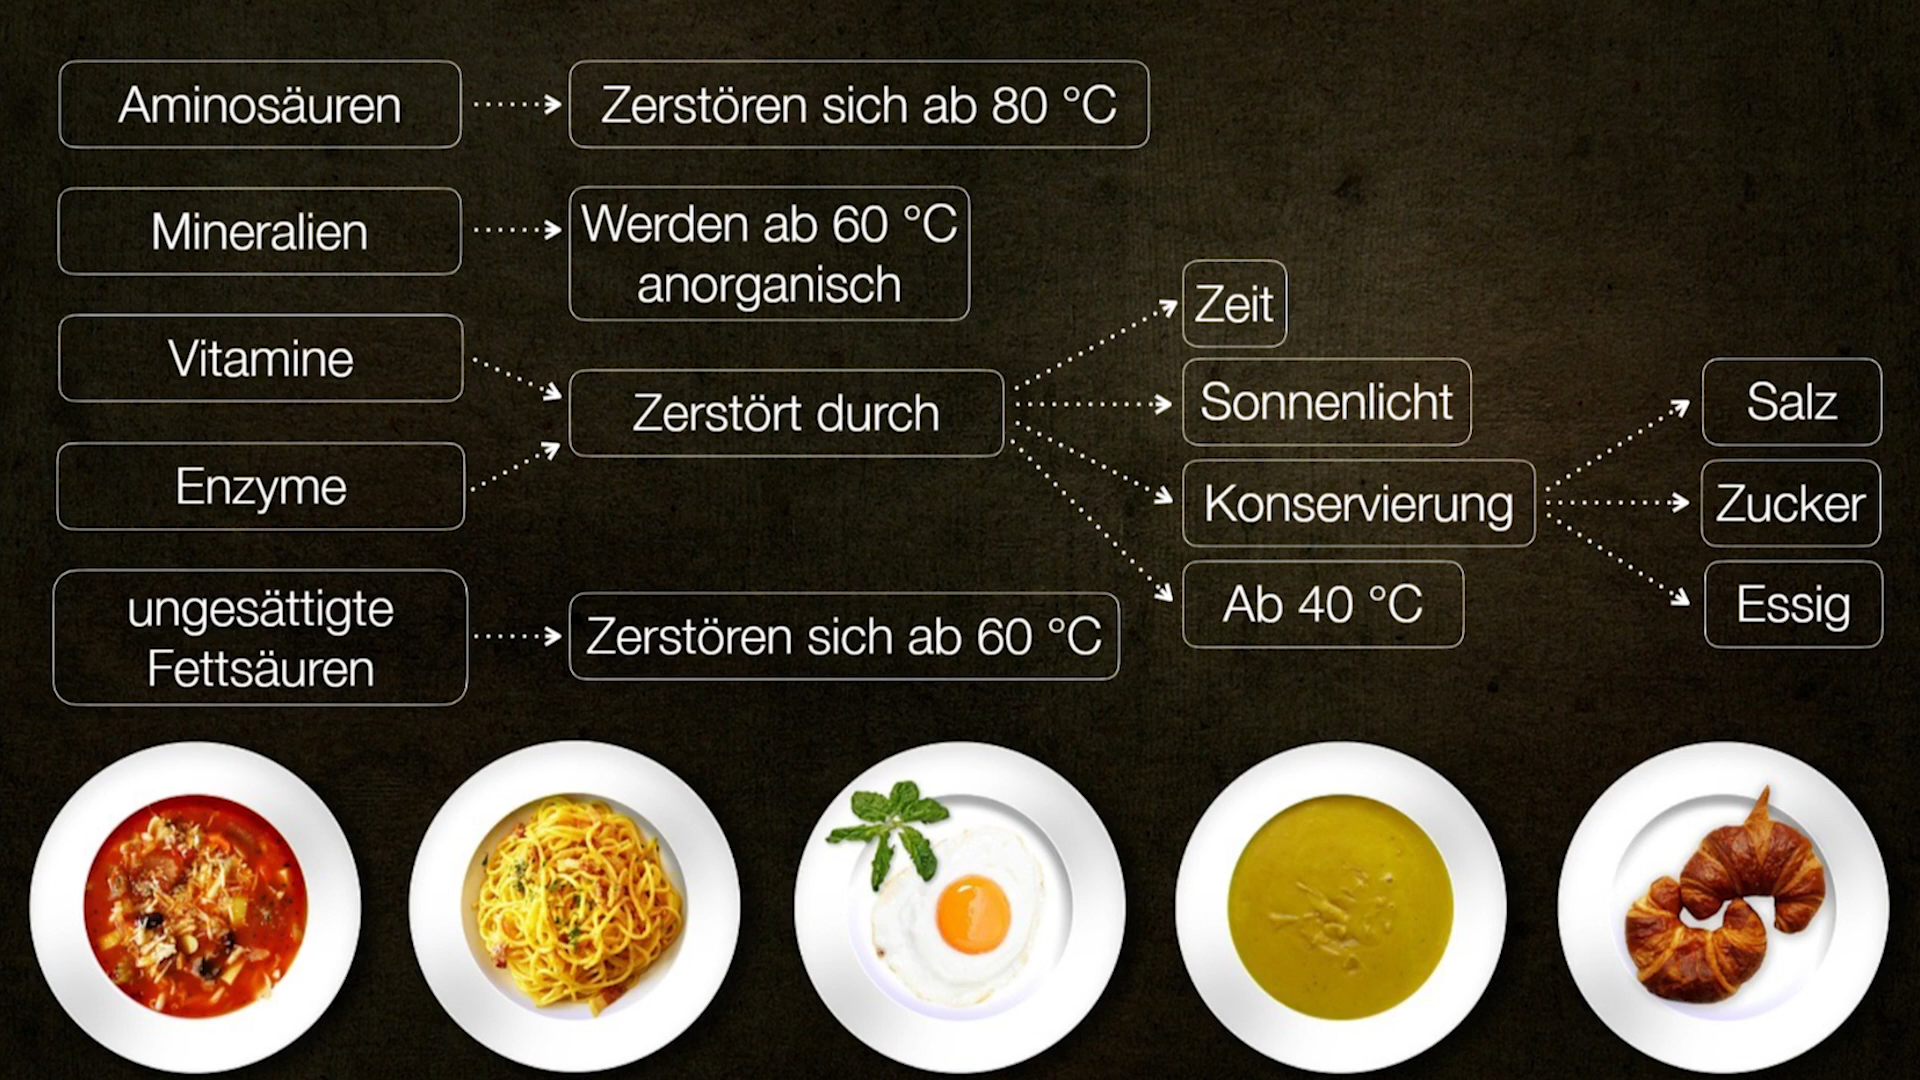 Aminosäuren
Zerstören sich ab 80 °C
Mineralien
Werden ab 60 °C
anorganisch
Vitamine
Enzyme
Zerstört durch
Zeit
Sonnenlicht
Konservierung
Ab 40 °C
Salz
Zucker
Essig
ungesättigte
Fettsäuren
Zerstören sich ab 60 °C